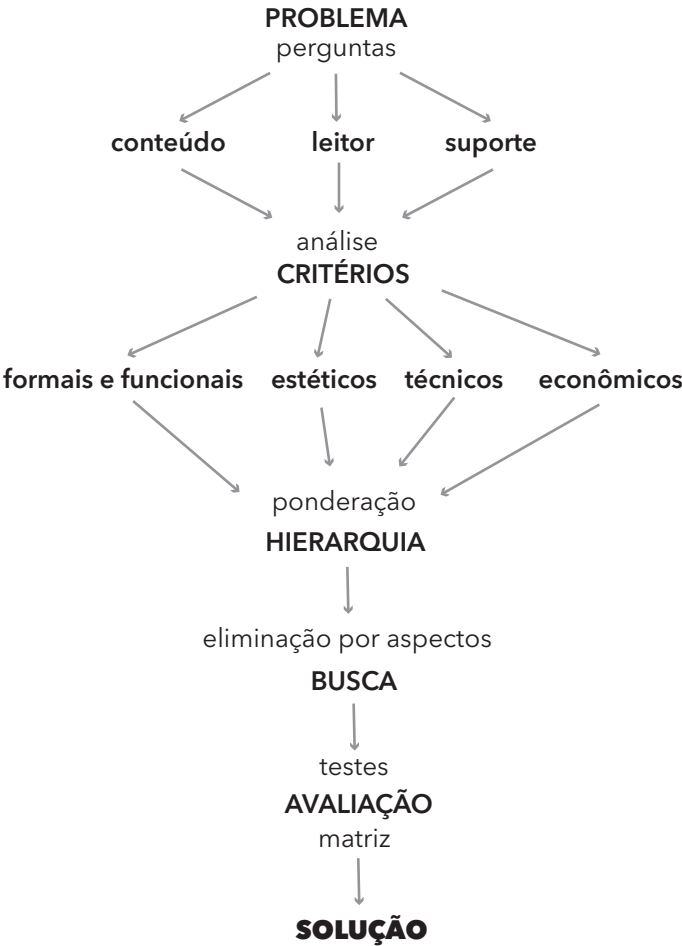 PROBLEMA
perguntas
conteúdo leitor suporte
análise
CRITÉRIOS
formais e funcionais estéticos técnicos econômicos
ponderação
HIERARQUIA
eliminação por aspectos
BUSCA
testes
AVALIAÇÃO
matriz
SOLUÇÃO